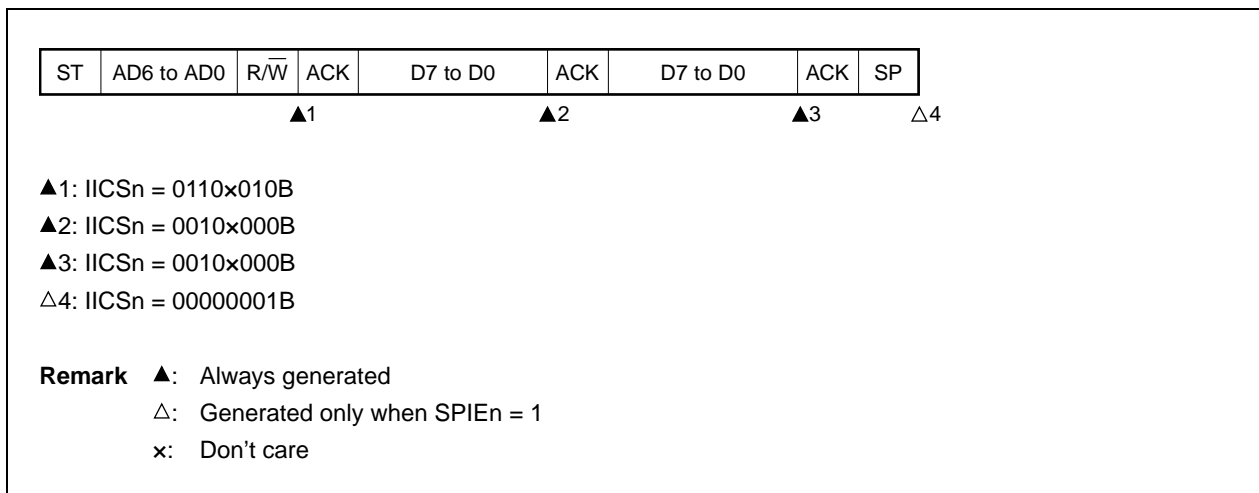 ST AD6 to AD0 R/W̅ ACK D7 to D0 ACK D7 to D0 ACK SP
▲1 ▲2 ▲3 △4
▲1: IICSn = 0110×010B
▲2: IICSn = 0010×000B
▲3: IICSn = 0010×000B
△4: IICSn = 00000001B
Remark ▲: Always generated
△: Generated only when SPIEn = 1
×: Don't care